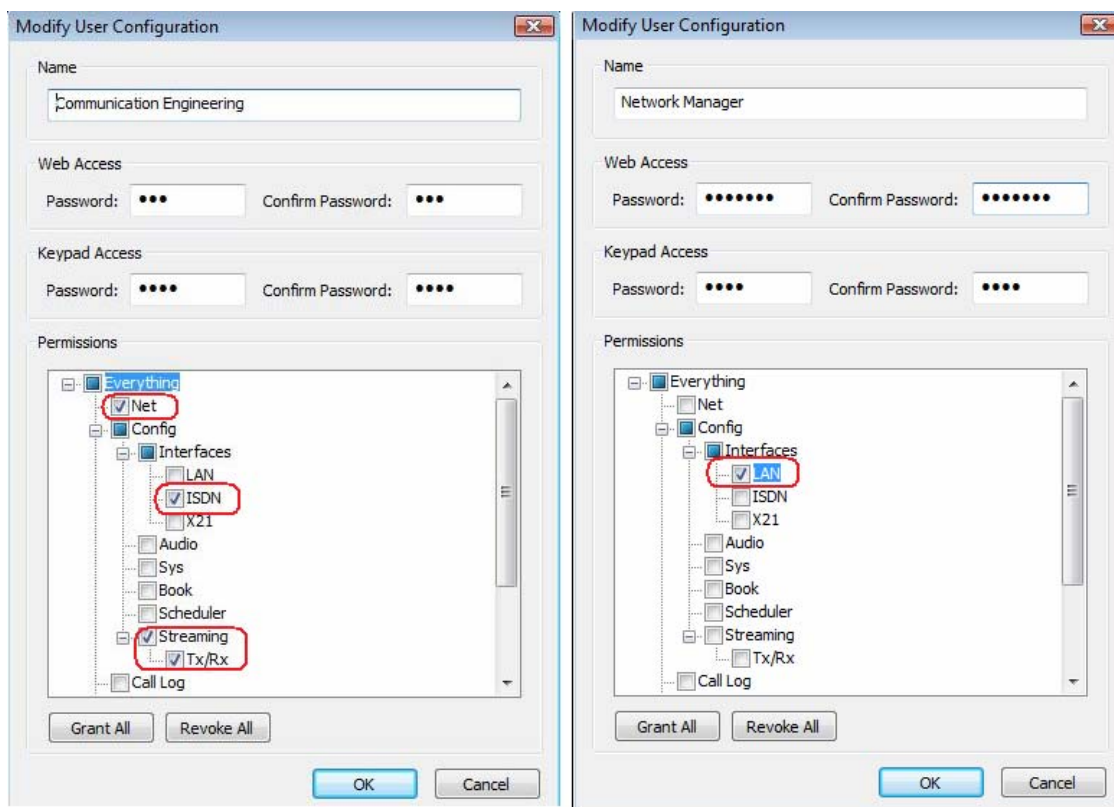 Modify User Configuration
Name
Communication Engineering
Web Access
Password: ••• Confirm Password: •••
Keypad Access
Password: •••• Confirm Password: ••••
Permissions
Everything
Net
Config
Interfaces
LAN
ISDN
X21
Audio
Sys
Book
Scheduler
Streaming
Tx/Rx
Call Log
Grant All Revoke All
OK Cancel
Modify User Configuration
Name
Network Manager
Web Access
Password: ••••••• Confirm Password: •••••••
Keypad Access
Password: •••• Confirm Password: ••••
Permissions
Everything
Net
Config
Interfaces
LAN
ISDN
X21
Audio
Sys
Book
Scheduler
Streaming
Tx/Rx
Call Log
Grant All Revoke All
OK Cancel